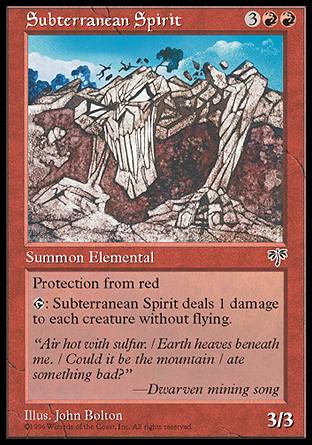 Subterranean Spirit 3
Summon Elemental
Protection from red
: Subterranean Spirit deals 1 damage
to each creature without flying.
"Air hot with sulfur. / Earth heaves beneath
me. / Could it be the mountain / ate
something bad?"
—Dwarven mining song
Illus. John Bolton
© 1996 Wizards of the Coast, Inc. All rights reserved.
3/3